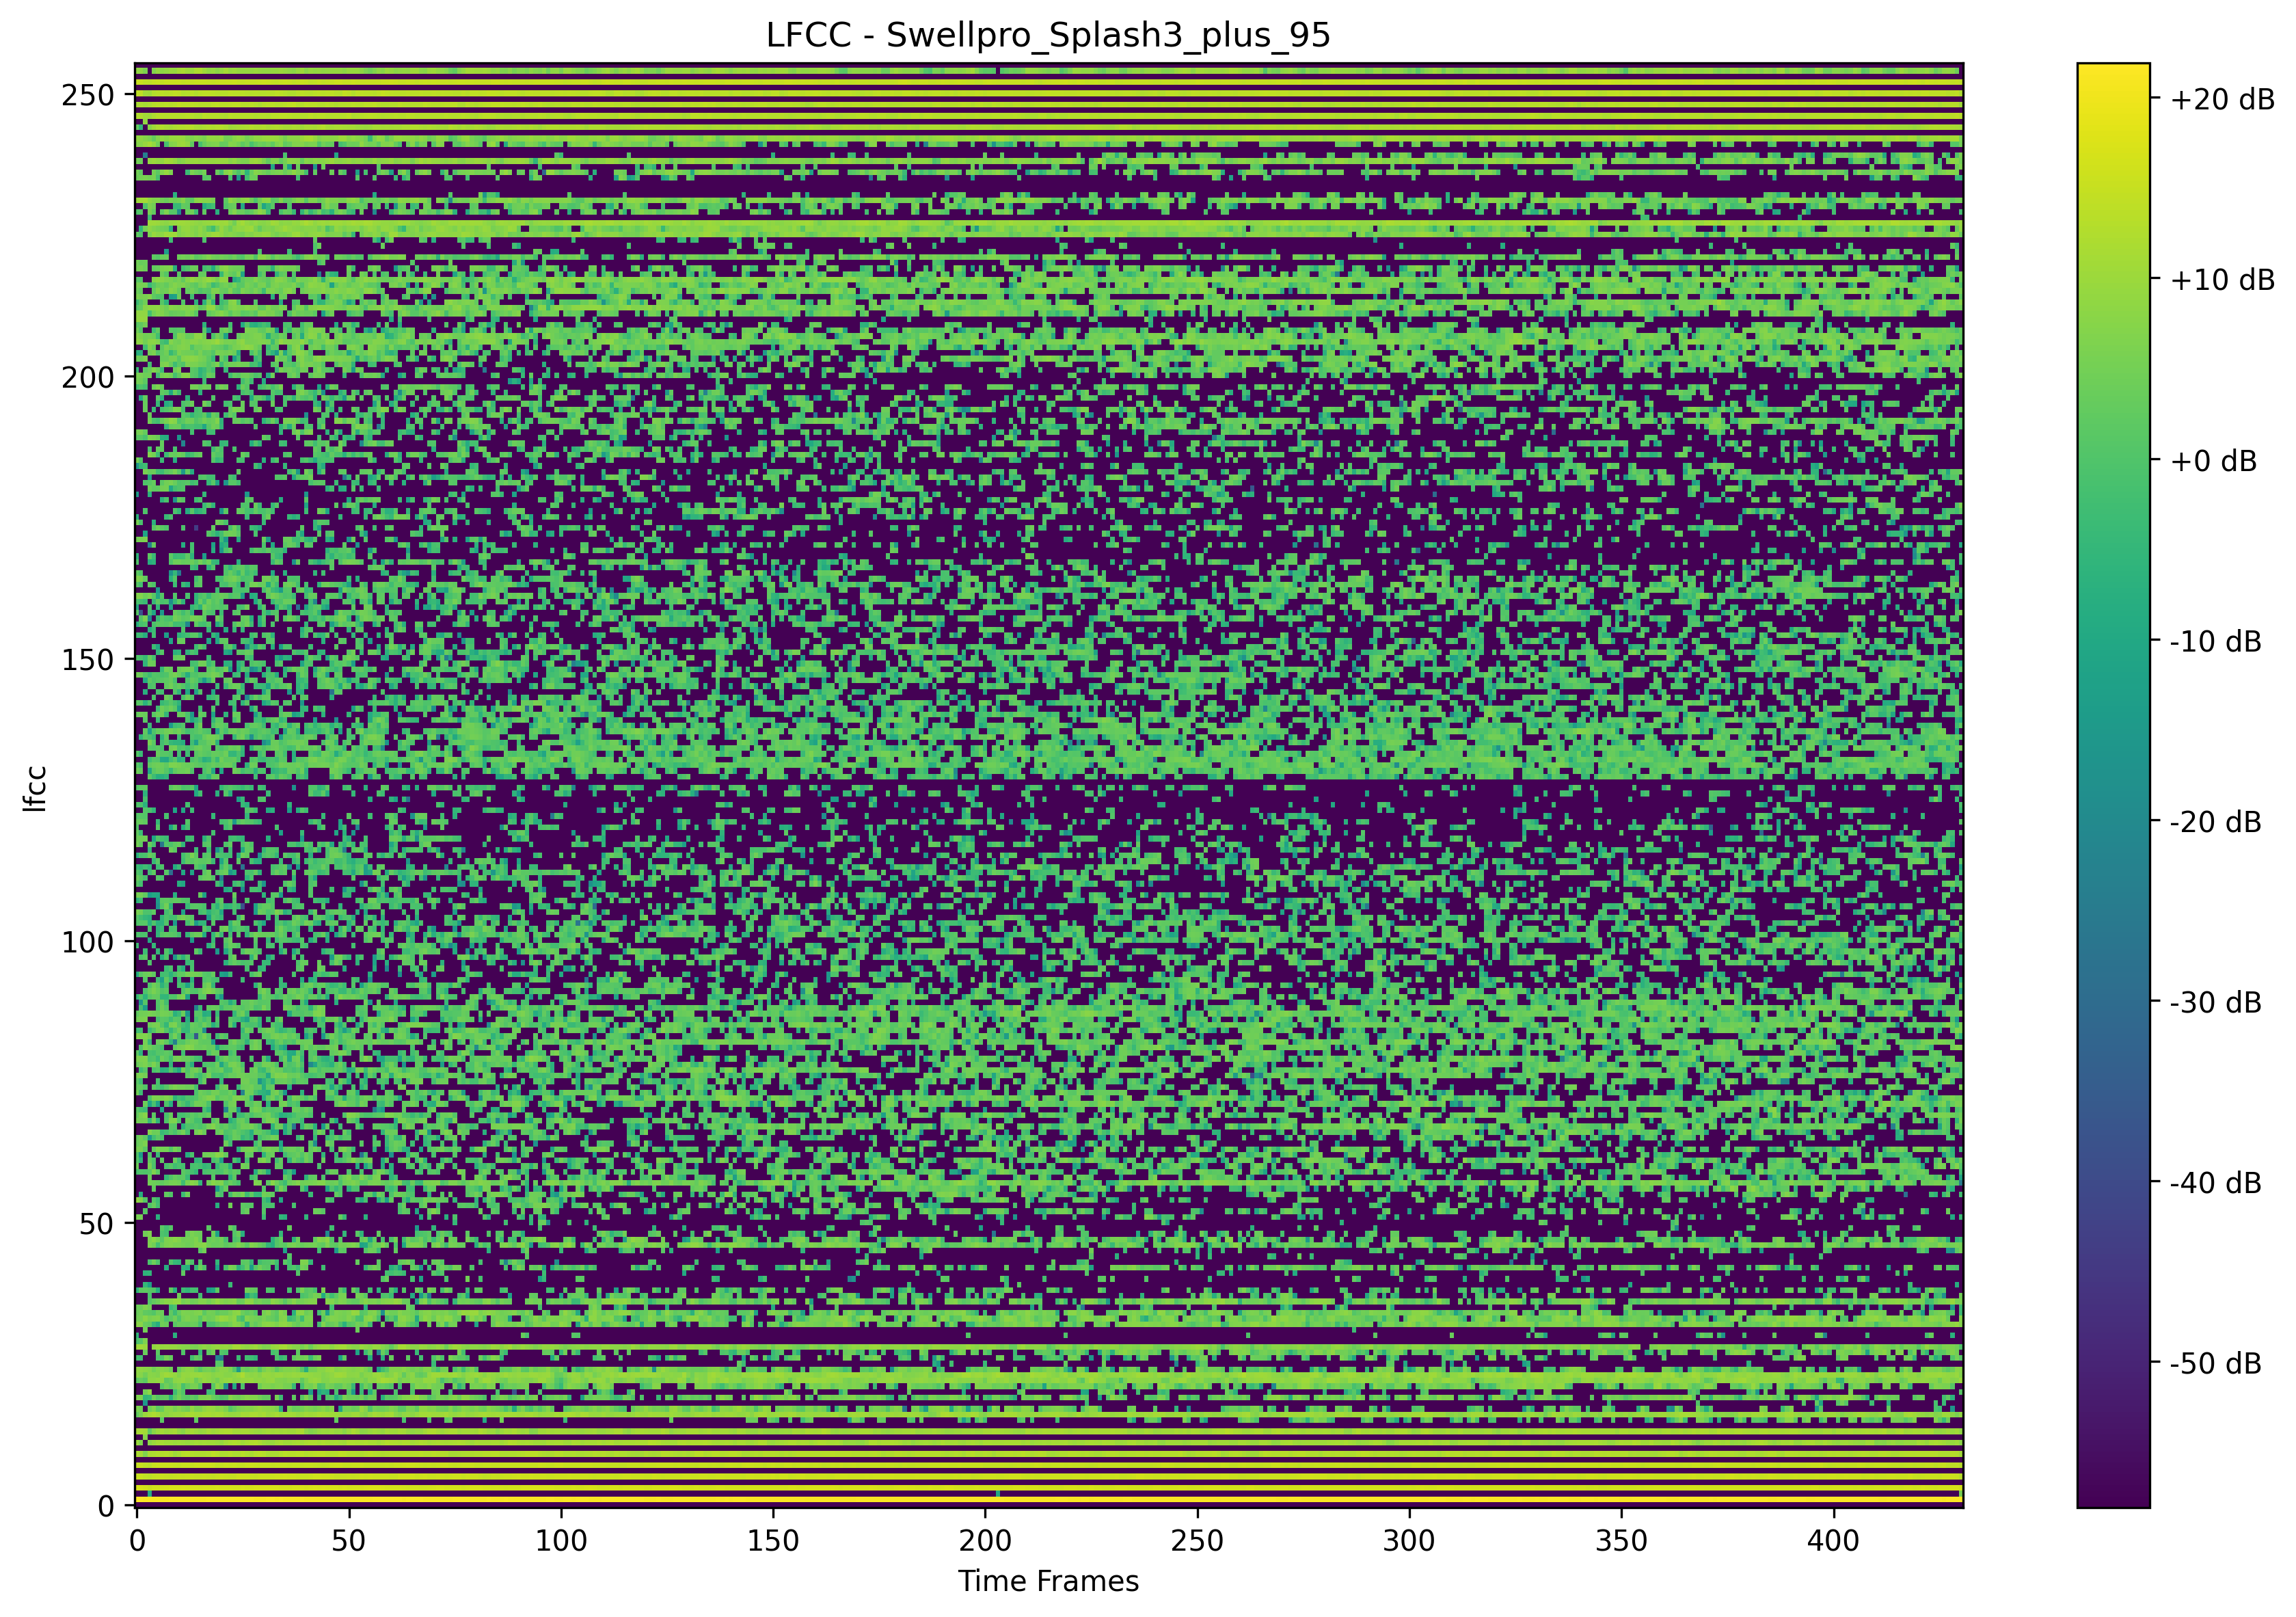 LFCC - Swellpro_Splash3_plus_95
250
200
150
100
50
0
lfcc
0 50 100 150 200 250 300 350 400
Time Frames
+20 dB
+10 dB
+0 dB
-10 dB
-20 dB
-30 dB
-40 dB
-50 dB